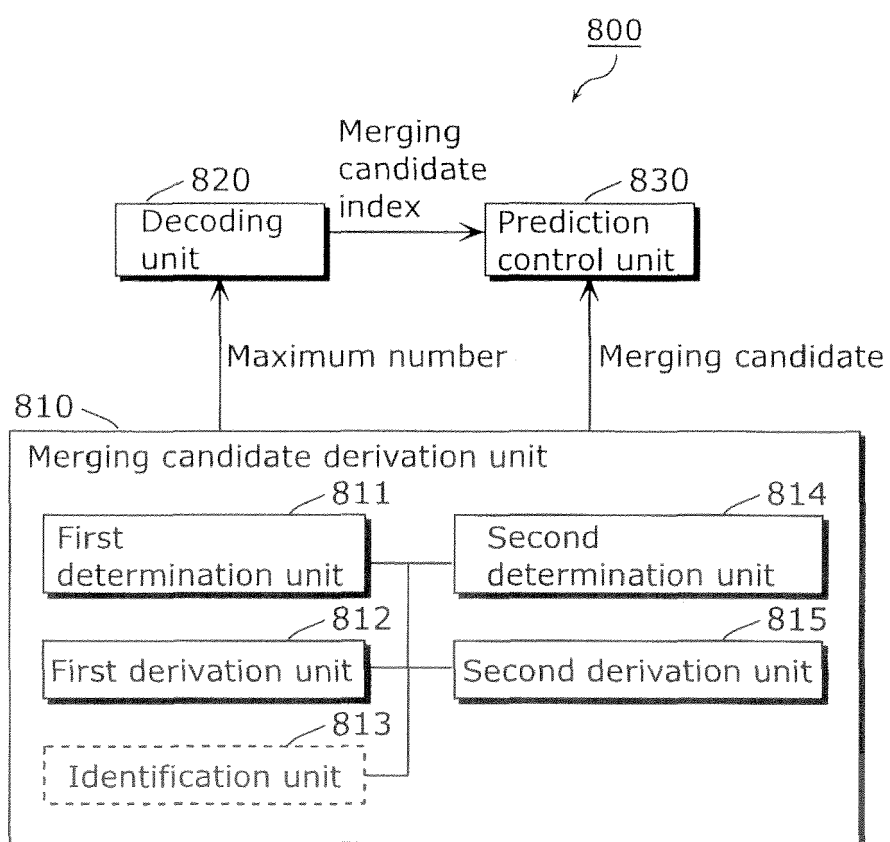 800
Merging
candidate
index
820
830
Decoding
unit
Prediction
control unit
Maximum number
Merging candidate
810
Merging candidate derivation unit
811
814
First
determination unit
Second
determination unit
812
815
First derivation unit
Second derivation unit
813
Identification unit